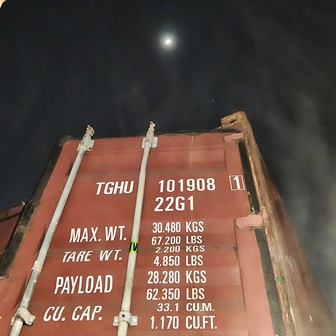 TGHU 101908 1
22G1
MAX. WT. 30.480 KGS
67.200 LBS
TARE WT. 2.200 KGS
4.850 LBS
PAYLOAD 28.280 KGS
62.350 LBS
CU. CAP. 33.1 CU.M.
1.170 CU.FT.